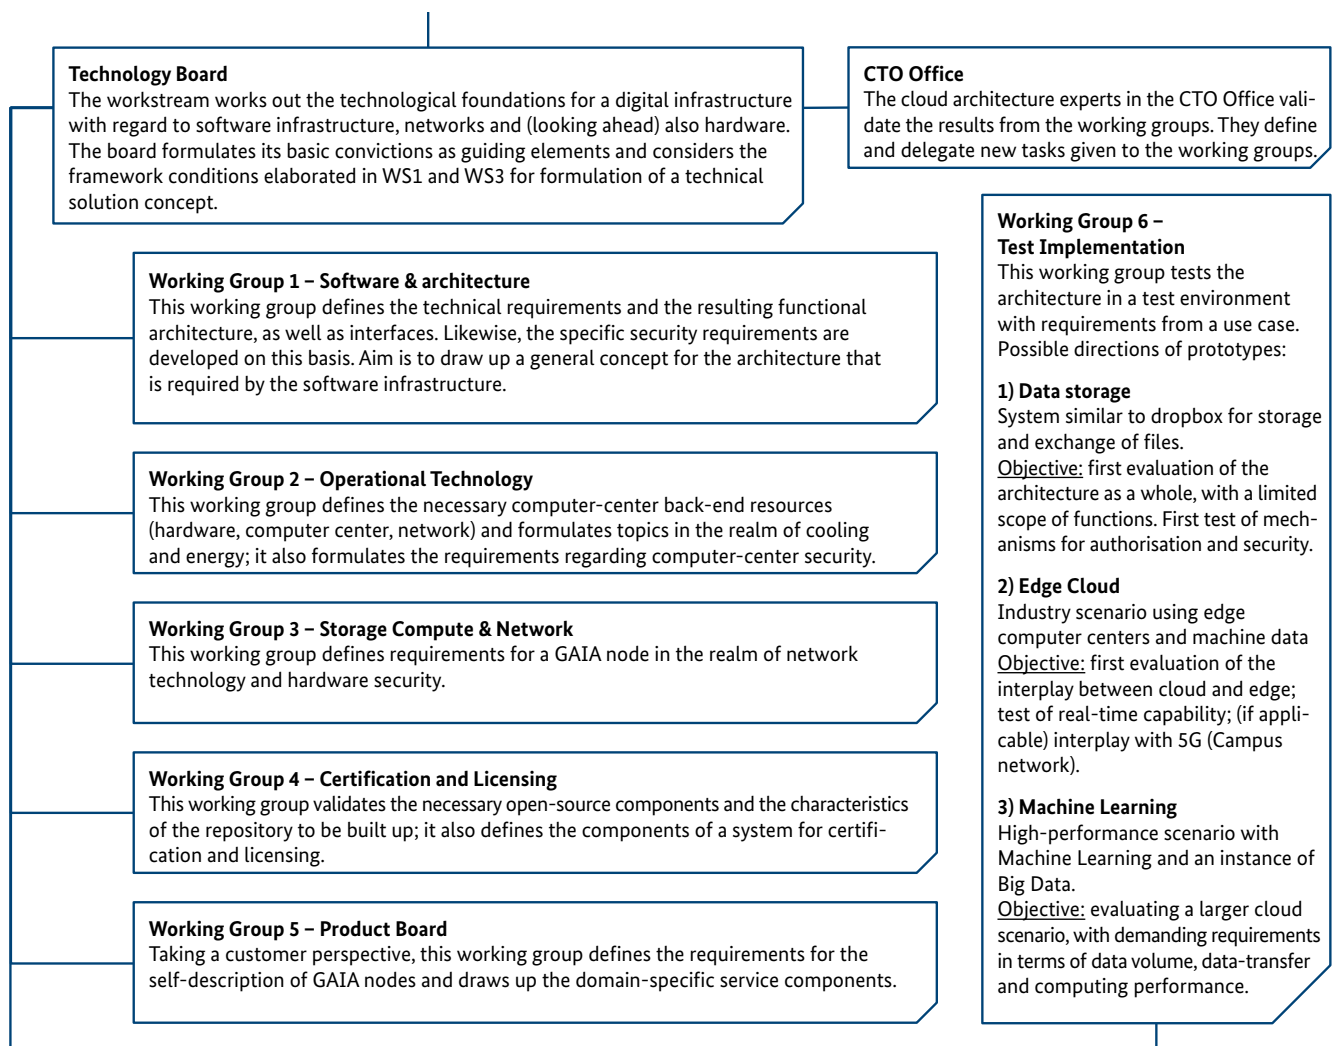 Technology Board
The workstream works out the technological foundations for a digital infrastructure
with regard to software infrastructure, networks and (looking ahead) also hardware.
The board formulates its basic convictions as guiding elements and considers the
framework conditions elaborated in WS1 and WS3 for formulation of a technical
solution concept.
CTO Office
The cloud architecture experts in the CTO Office vali-
date the results from the working groups. They define
and delegate new tasks given to the working groups.
Working Group 1 – Software & architecture
This working group defines the technical requirements and the resulting functional
architecture, as well as interfaces. Likewise, the specific security requirements are
developed on this basis. Aim is to draw up a general concept for the architecture that
is required by the software infrastructure.
Working Group 2 – Operational Technology
This working group defines the necessary computer-center back-end resources
(hardware, computer center, network) and formulates topics in the realm of cooling
and energy; it also formulates the requirements regarding computer-center security.
Working Group 3 – Storage Compute & Network
This working group defines requirements for a GAIA node in the realm of network
technology and hardware security.
Working Group 4 – Certification and Licensing
This working group validates the necessary open-source components and the characteristics
of the repository to be built up; it also defines the components of a system for certifi-
cation and licensing.
Working Group 5 – Product Board
Taking a customer perspective, this working group defines the requirements for the
self-description of GAIA nodes and draws up the domain-specific service components.
Working Group 6 –
Test Implementation
This working group tests the
architecture in a test environment
with requirements from a use case.
Possible directions of prototypes:
1) Data storage
System similar to dropbox for storage
and exchange of files.
Objective: first evaluation of the
architecture as a whole, with a limited
scope of functions. First test of mech-
anisms for authorisation and security.
2) Edge Cloud
Industry scenario using edge
computer centers and machine data
Objective: first evaluation of the
interplay between cloud and edge;
test of real-time capability; (if appli-
cable) interplay with 5G (Campus
network).
3) Machine Learning
High-performance scenario with
Machine Learning and an instance of
Big Data.
Objective: evaluating a larger cloud
scenario, with demanding requirements
in terms of data volume, data-transfer
and computing performance.